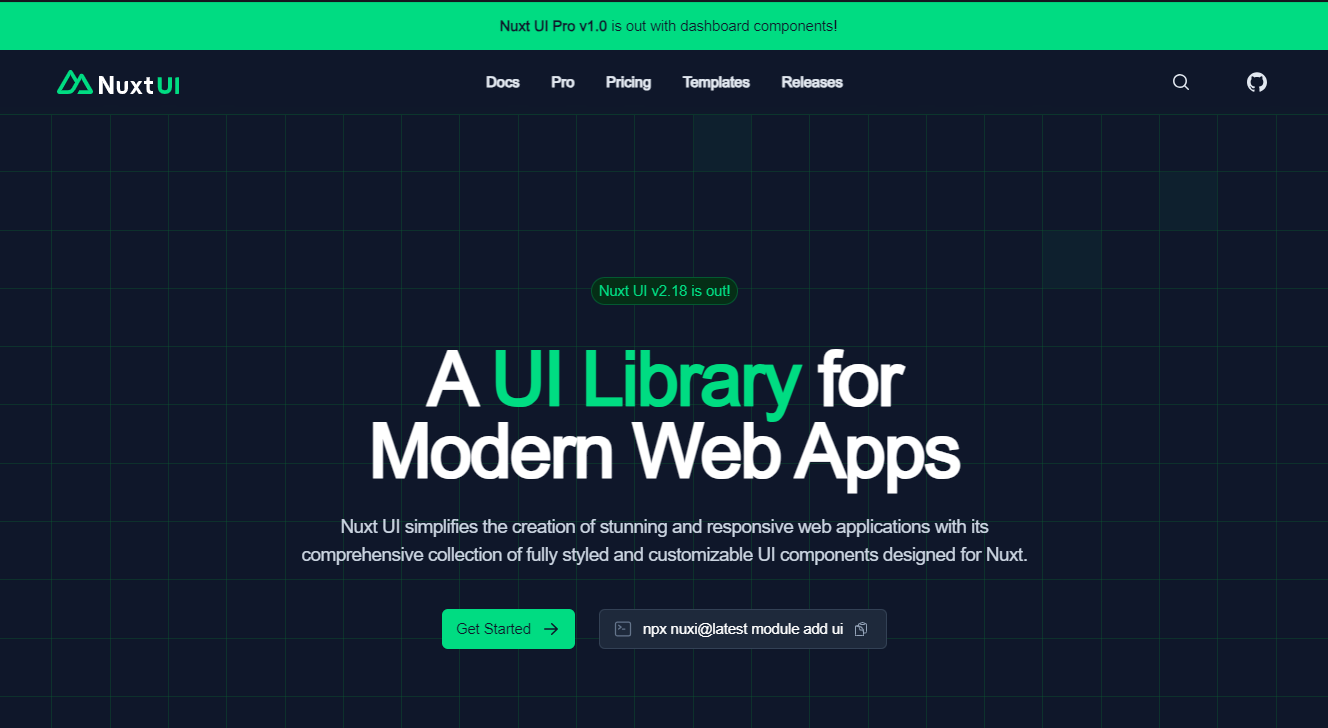 Nuxt UI Pro v1.0 is out with dashboard components!
Nuxt UI
Docs Pro Pricing Templates Releases
Nuxt UI v2.18 is out!
A UI Library for
Modern Web Apps
Nuxt UI simplifies the creation of stunning and responsive web applications with its
comprehensive collection of fully styled and customizable UI components designed for Nuxt.
Get Started
npx nuxi@latest module add ui